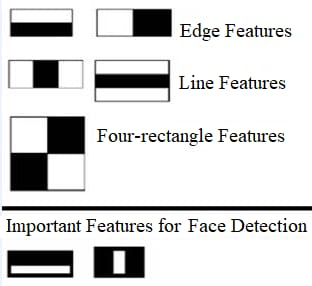 Edge Features
Line Features
Four-rectangle Features
Important Features for Face Detection